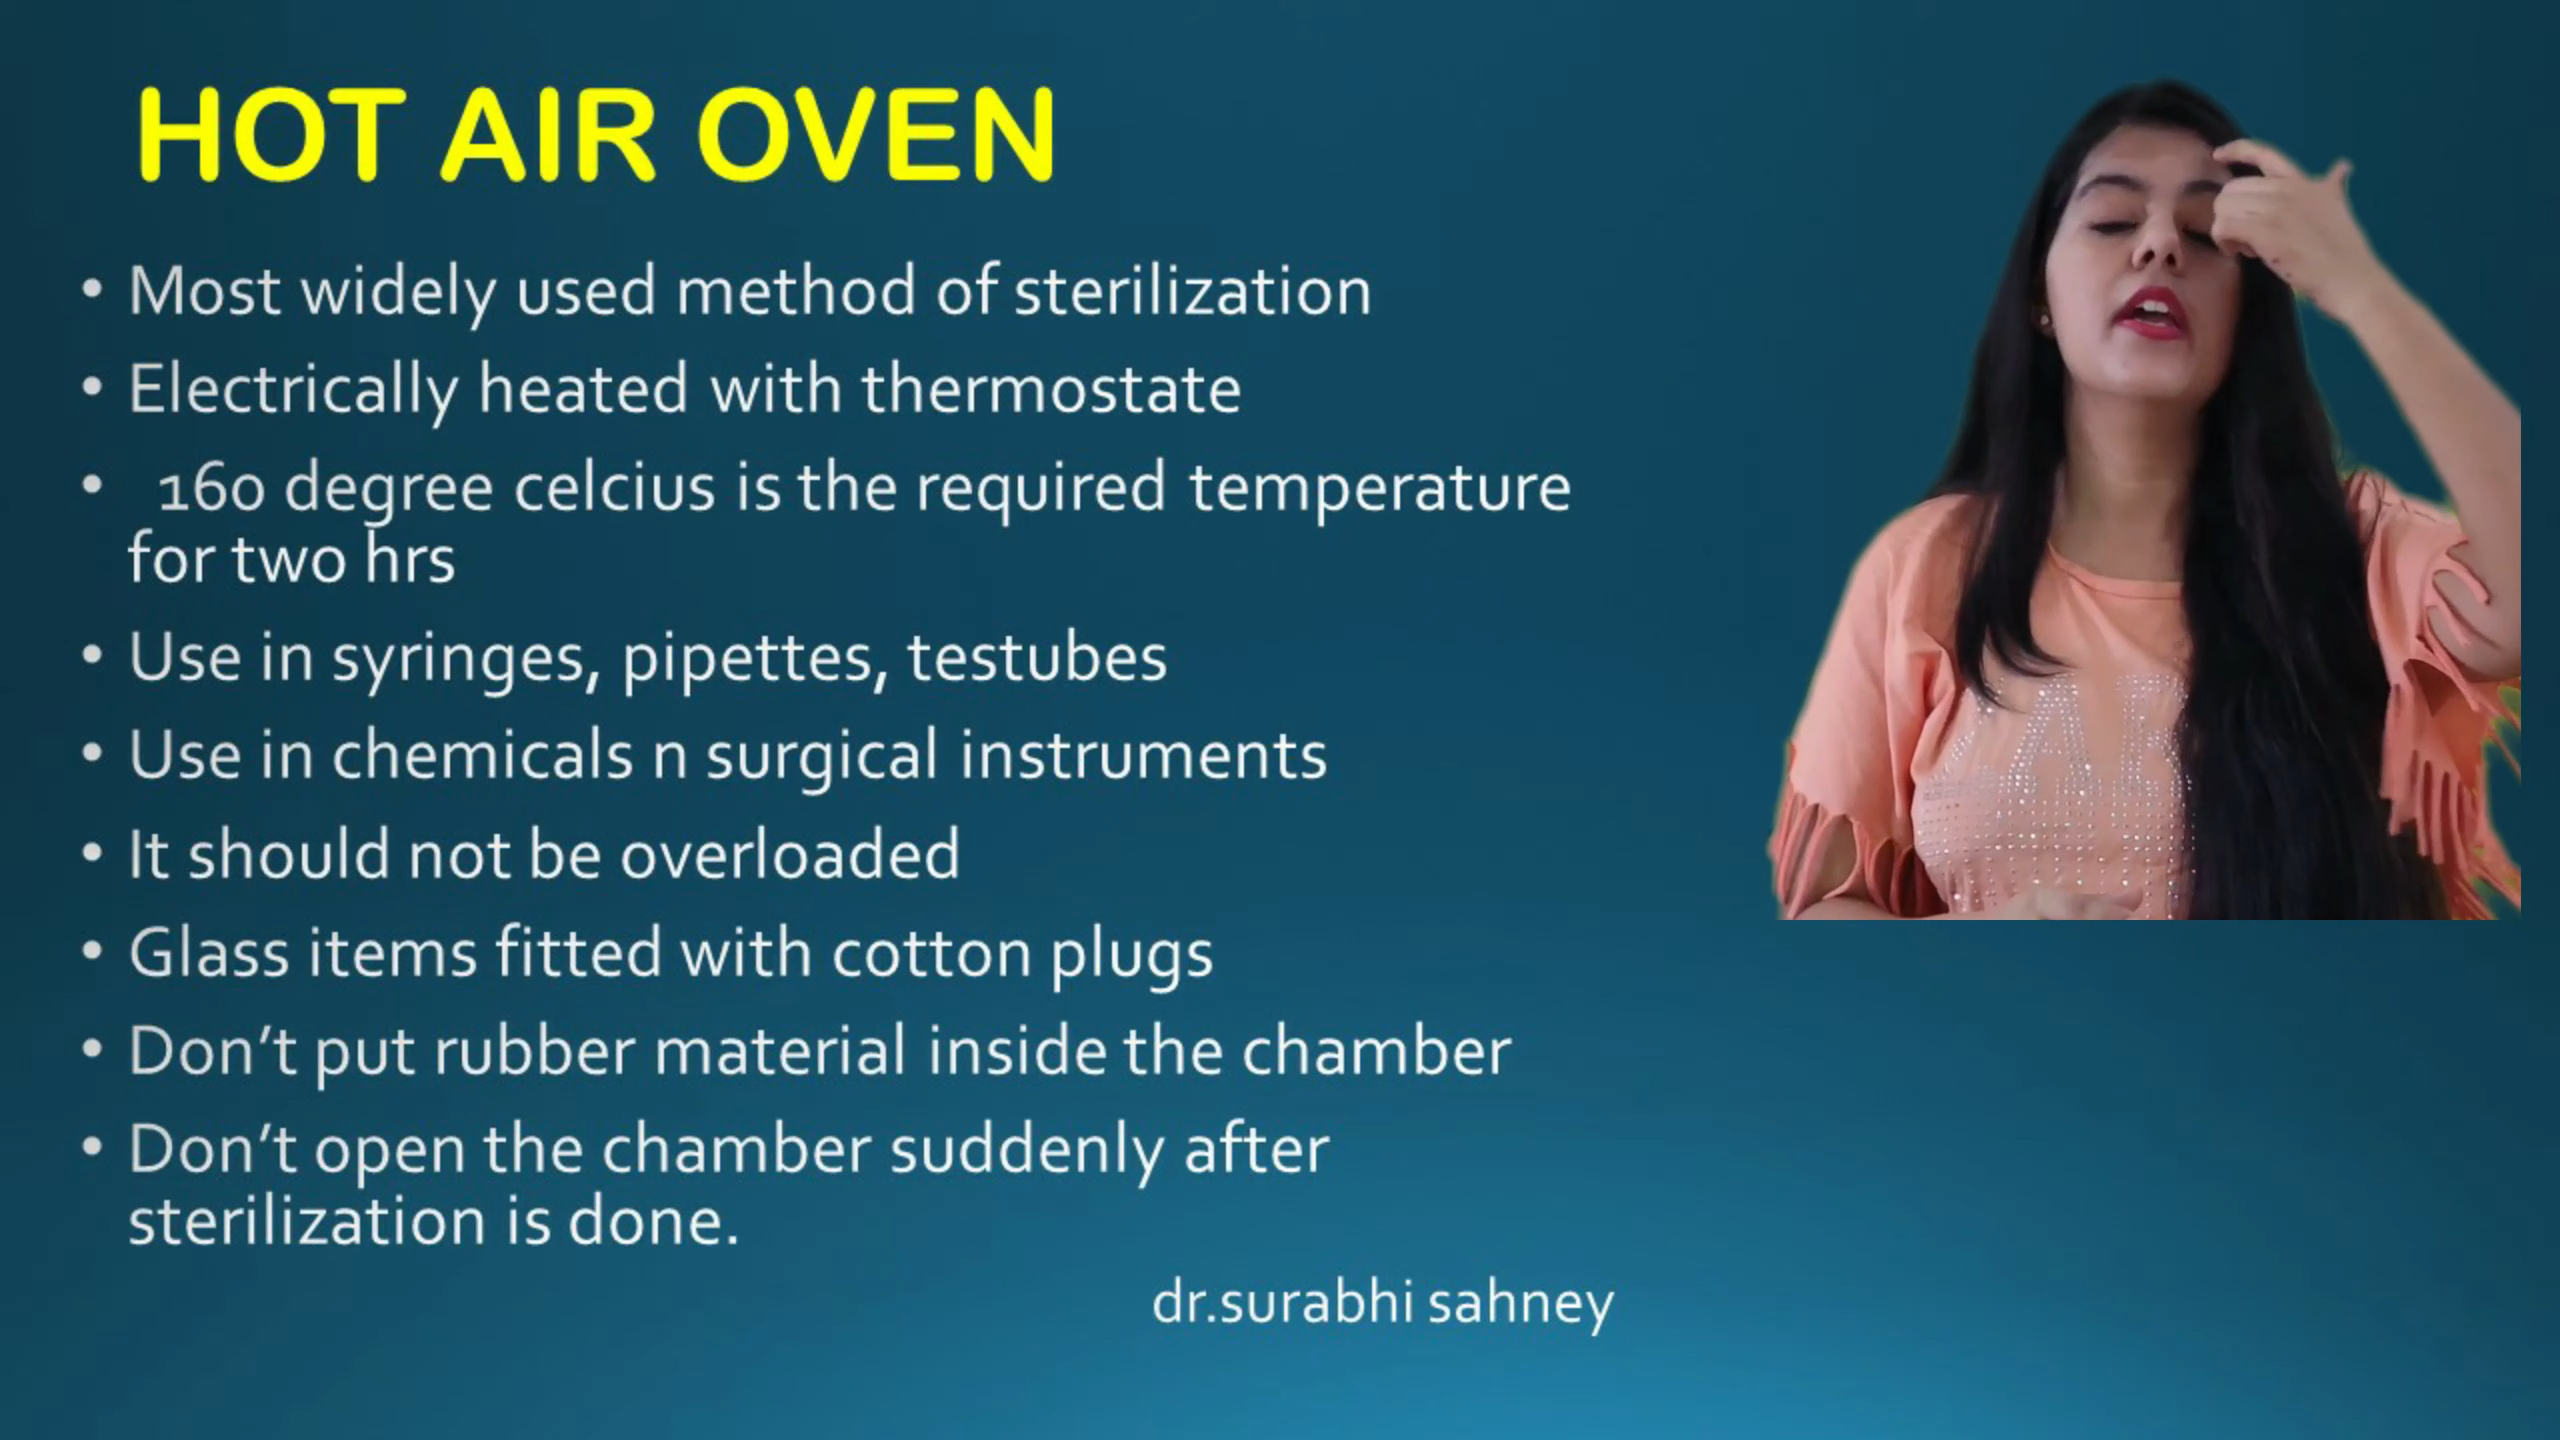 HOT AIR OVEN
• Most widely used method of sterilization
• Electrically heated with thermostate
• 160 degree celcius is the required temperature
for two hrs
• Use in syringes, pipettes, testubes
• Use in chemicals n surgical instruments
• It should not be overloaded
• Glass items fitted with cotton plugs
• Don’t put rubber material inside the chamber
• Don’t open the chamber suddenly after
sterilization is done.
dr.surabhi sahney